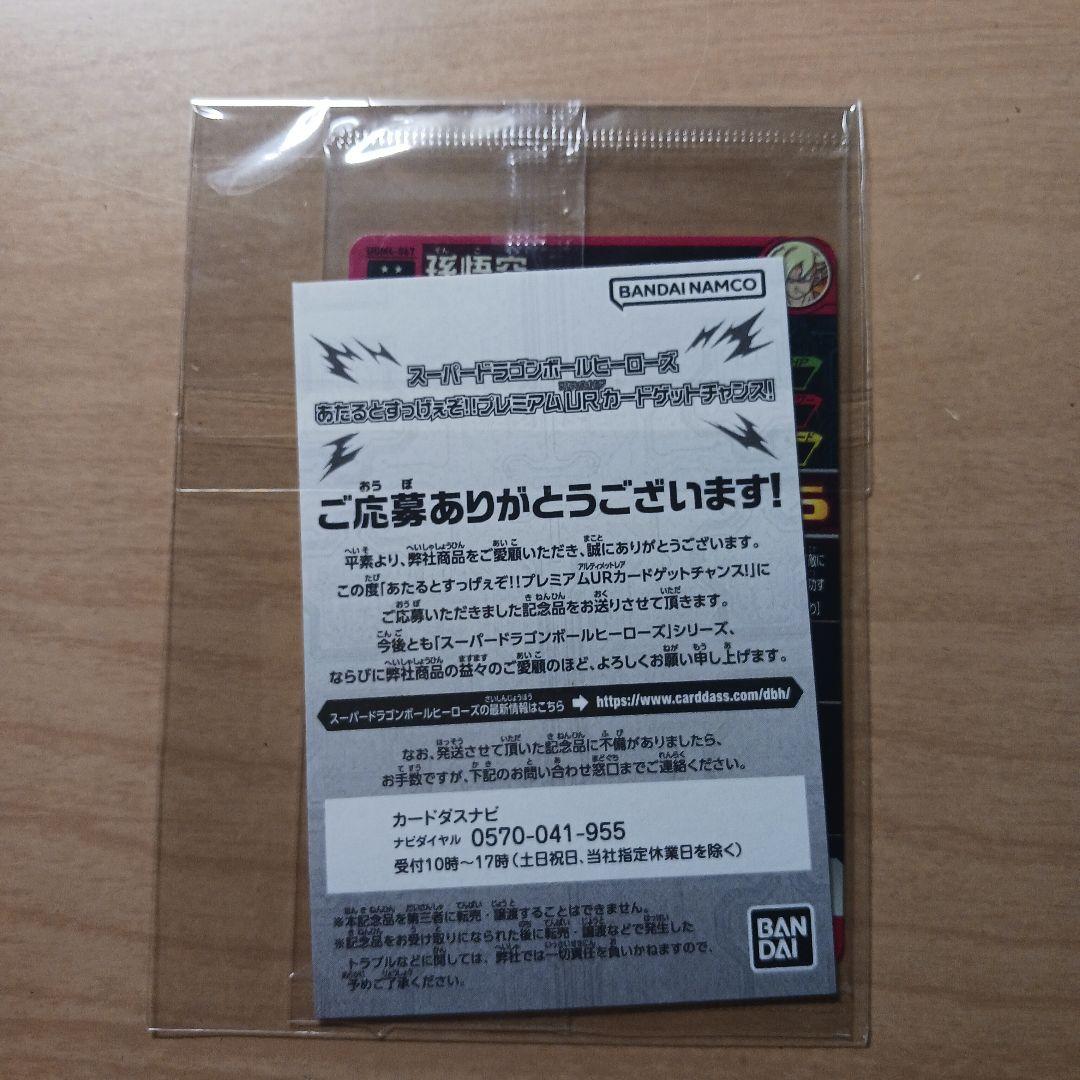 孫悟空
BANDAI NAMCO
スーパードラゴンボールヒーローズ
あたるとすっげぇぞ!!プレミアムURカードゲットチャンス!
ご応募ありがとうございます!
平素より、弊社商品をご愛顧いただき、誠にありがとうございます。
この度「あたるとすっげぇぞ!!プレミアムURカードゲットチャンス!」に
ご応募いただきました記念品をお送りさせて頂きます。
今後とも「スーパードラゴンボールヒーローズ」シリーズ、
ならびに弊社商品の益々のご愛顧のほど、よろしくお願い申し上げます。
スーパードラゴンボールヒーローズの最新情報はこちら ➡ https://www.carddass.com/dbh/
なお、発送させて頂いた記念品に不備がありましたら、
お手数ですが、下記のお問い合わせ窓口までご連絡ください。
カードダスナビ
ナビダイヤル 0570-041-955
受付10時～17時（土日祝日、当社指定休業日を除く）
※本記念品を第三者に転売・譲渡することはできません。
※記念品をお受け取りになられた後に転売・譲渡などで発生した
トラブルなどに関しては、弊社では一切責任を負いかねますので、
予めご了承ください。
BAN
DAI